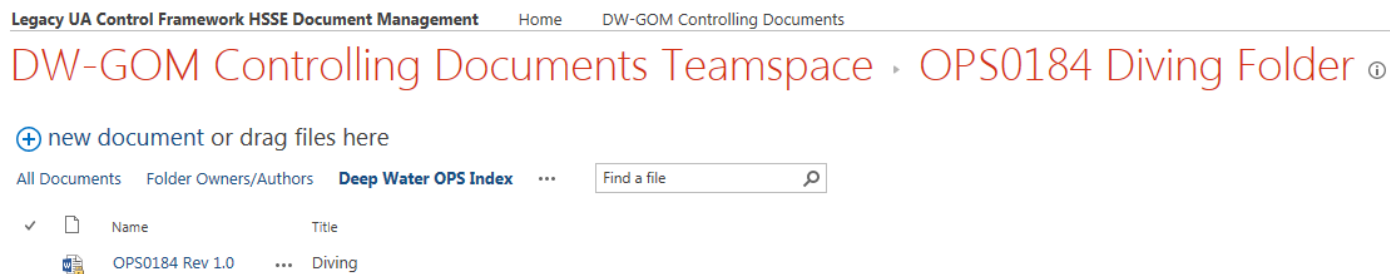 Legacy UA Control Framework HSSE Document Management Home DW-GOM Controlling Documents
DW-GOM Controlling Documents Teamspace ▸ OPS0184 Diving Folder
new document or drag files here
All Documents Folder Owners/Authors Deep Water OPS Index ••• Find a file
Name Title
OPS0184 Rev 1.0 ••• Diving